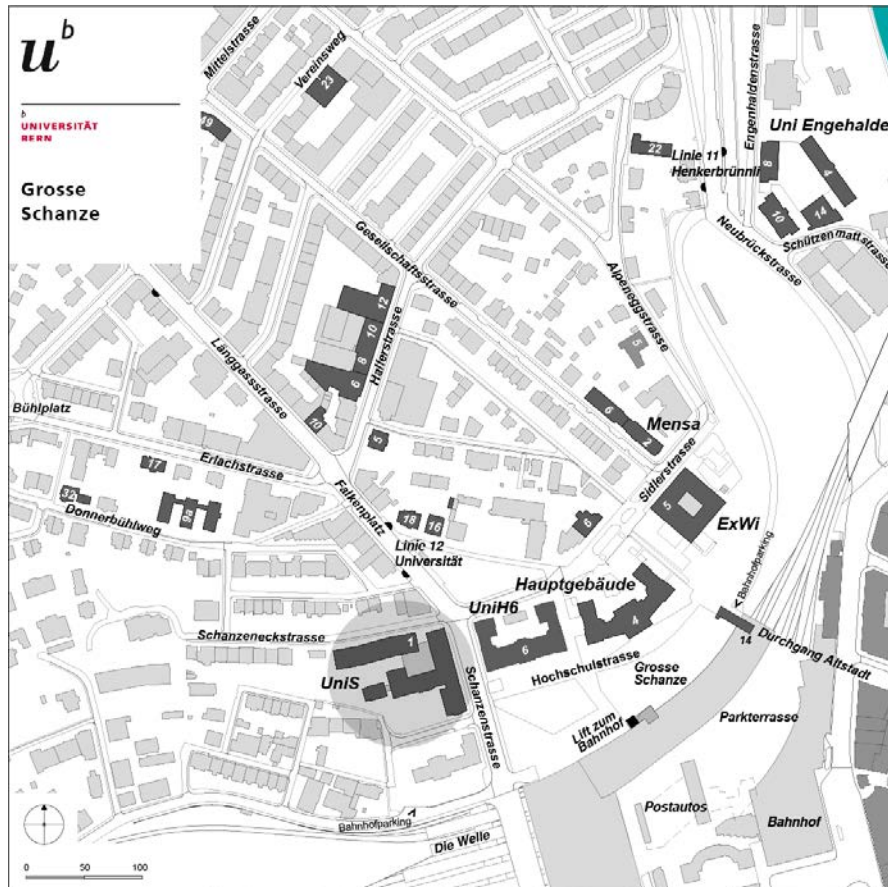 u^b
b
UNIVERSITÄT
BERN
Grosse
Schanze
Mittelstrasse
Vereinsweg
23
19
22
Linie 11
Henkerbrünnli
Engenhaldenstrasse
Uni Engehalde
8
4
10
14
Schützenmattstrasse
Neubrückstrasse
Gesellschaftsstrasse
Alpeneggstrasse
12
10
8
6
Hallerstrasse
Länggassstrasse
10
5
5
6
2
Mensa
Bühlplatz
Erlachstrasse
17
32
9a
Donnerbühlweg
Falkenplatz
18
16
Linie 12
Universität
6
Sidlerstrasse
5
ExWi
Hauptgebäude
UniH6
4
6
Bahnhofparking
14
Durchgang Altstadt
Schanzeneckstrasse
1
UniS
Schanzenstrasse
Hochschulstrasse
Grosse
Schanze
Lift zum
Bahnhof
Parkterrasse
Postautos
Bahnhof
Bahnhofparking
Die Welle
0 50 100